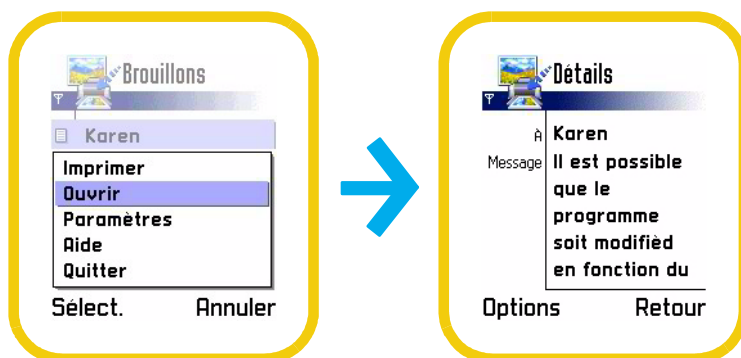 Brouillons
Karen
Imprimer
Ouvrir
Paramètres
Aide
Quitter
Sélect. Annuler
Détails
À Karen
Message Il est possible
que le
programme
soit modifièd
en fonction du
Options Retour